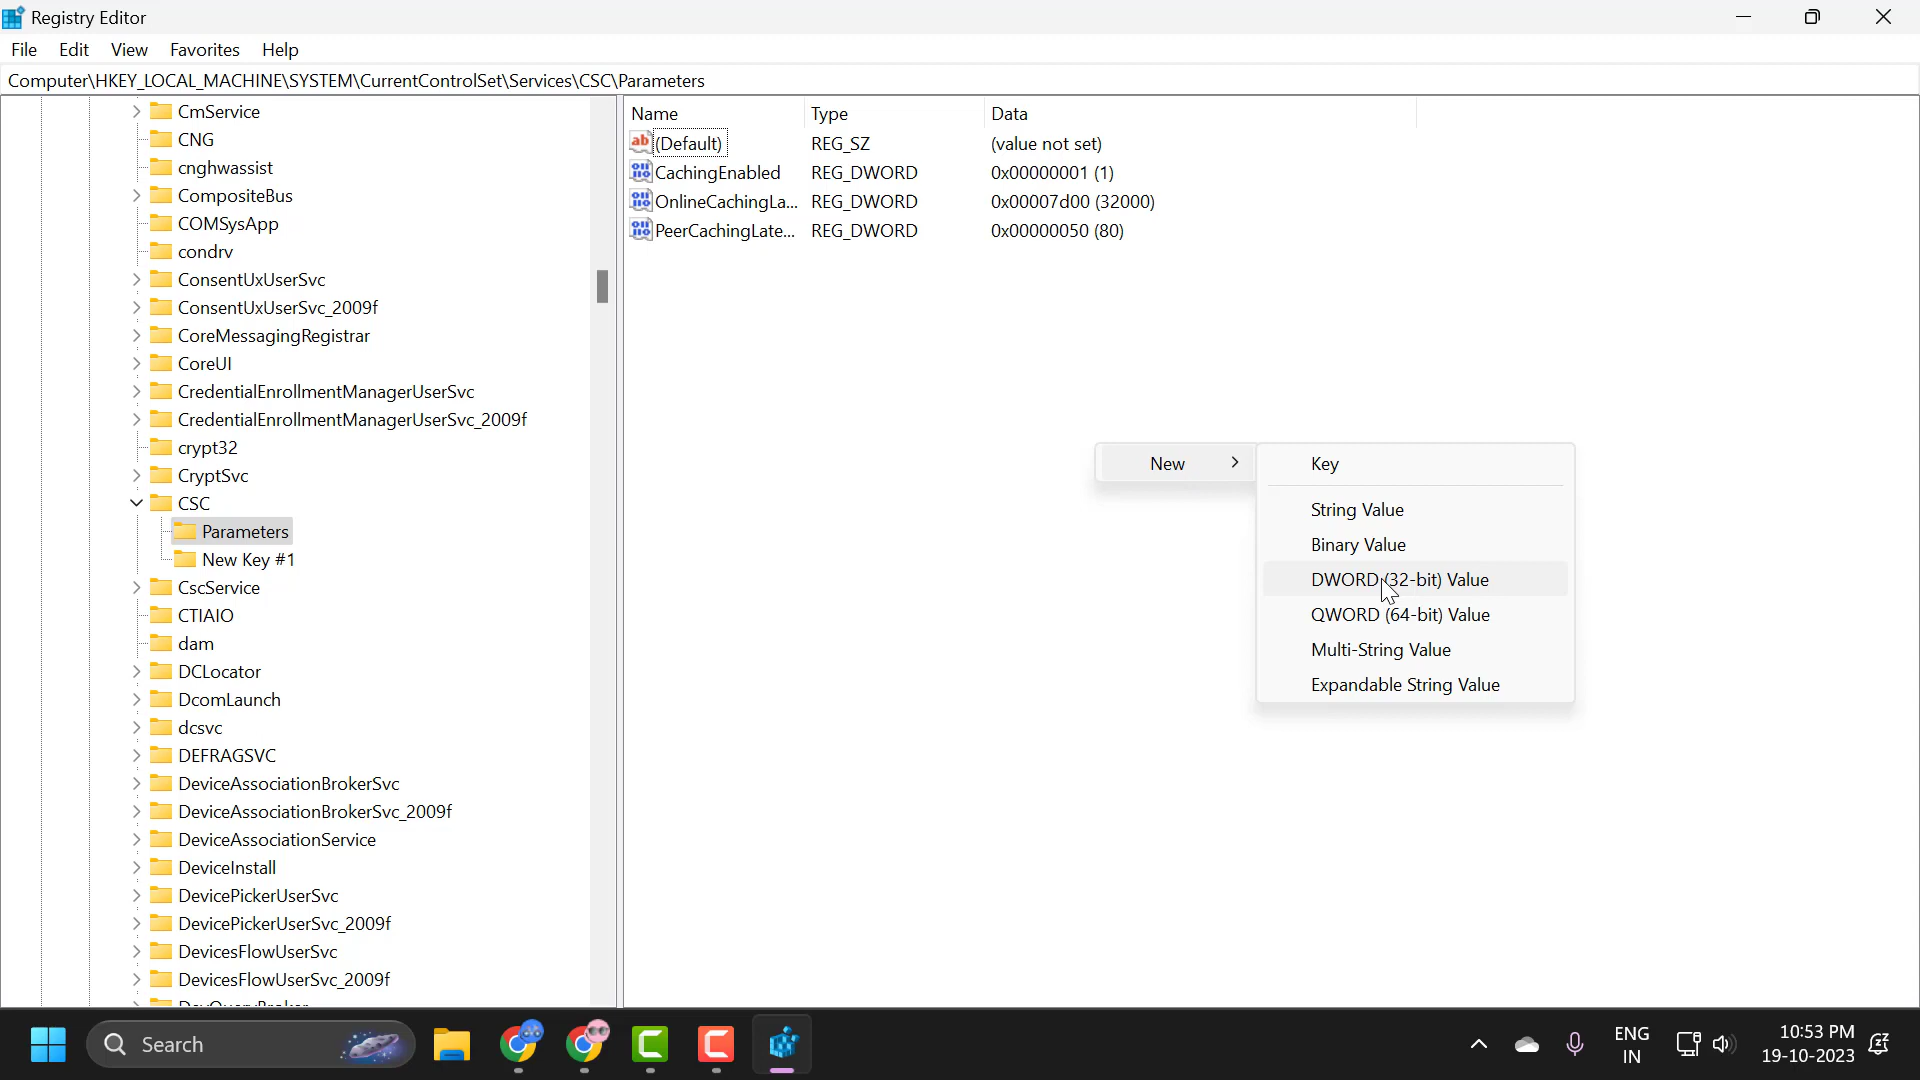 Registry Editor
File Edit View Favorites Help
Computer\HKEY_LOCAL_MACHINE\SYSTEM\CurrentControlSet\Services\CSC\Parameters
CmService
CNG
cnghwassist
CompositeBus
COMSysApp
condrv
ConsentUxUserSvc
ConsentUxUserSvc_2009f
CoreMessagingRegistrar
CoreUI
CredentialEnrollmentManagerUserSvc
CredentialEnrollmentManagerUserSvc_2009f
crypt32
CryptSvc
CSC
Parameters
New Key #1
CscService
CTIAIO
dam
DCLocator
DcomLaunch
dcsvc
DEFRAGSVC
DeviceAssociationBrokerSvc
DeviceAssociationBrokerSvc_2009f
DeviceAssociationService
DeviceInstall
DevicePickerUserSvc
DevicePickerUserSvc_2009f
DevicesFlowUserSvc
DevicesFlowUserSvc_2009f
Name Type Data
(Default) REG_SZ (value not set)
CachingEnabled REG_DWORD 0x00000001 (1)
OnlineCachingLa... REG_DWORD 0x00007d00 (32000)
PeerCachingLate... REG_DWORD 0x00000050 (80)
New
Key
String Value
Binary Value
DWORD (32-bit) Value
QWORD (64-bit) Value
Multi-String Value
Expandable String Value
Search
ENG
IN
10:53 PM
19-10-2023